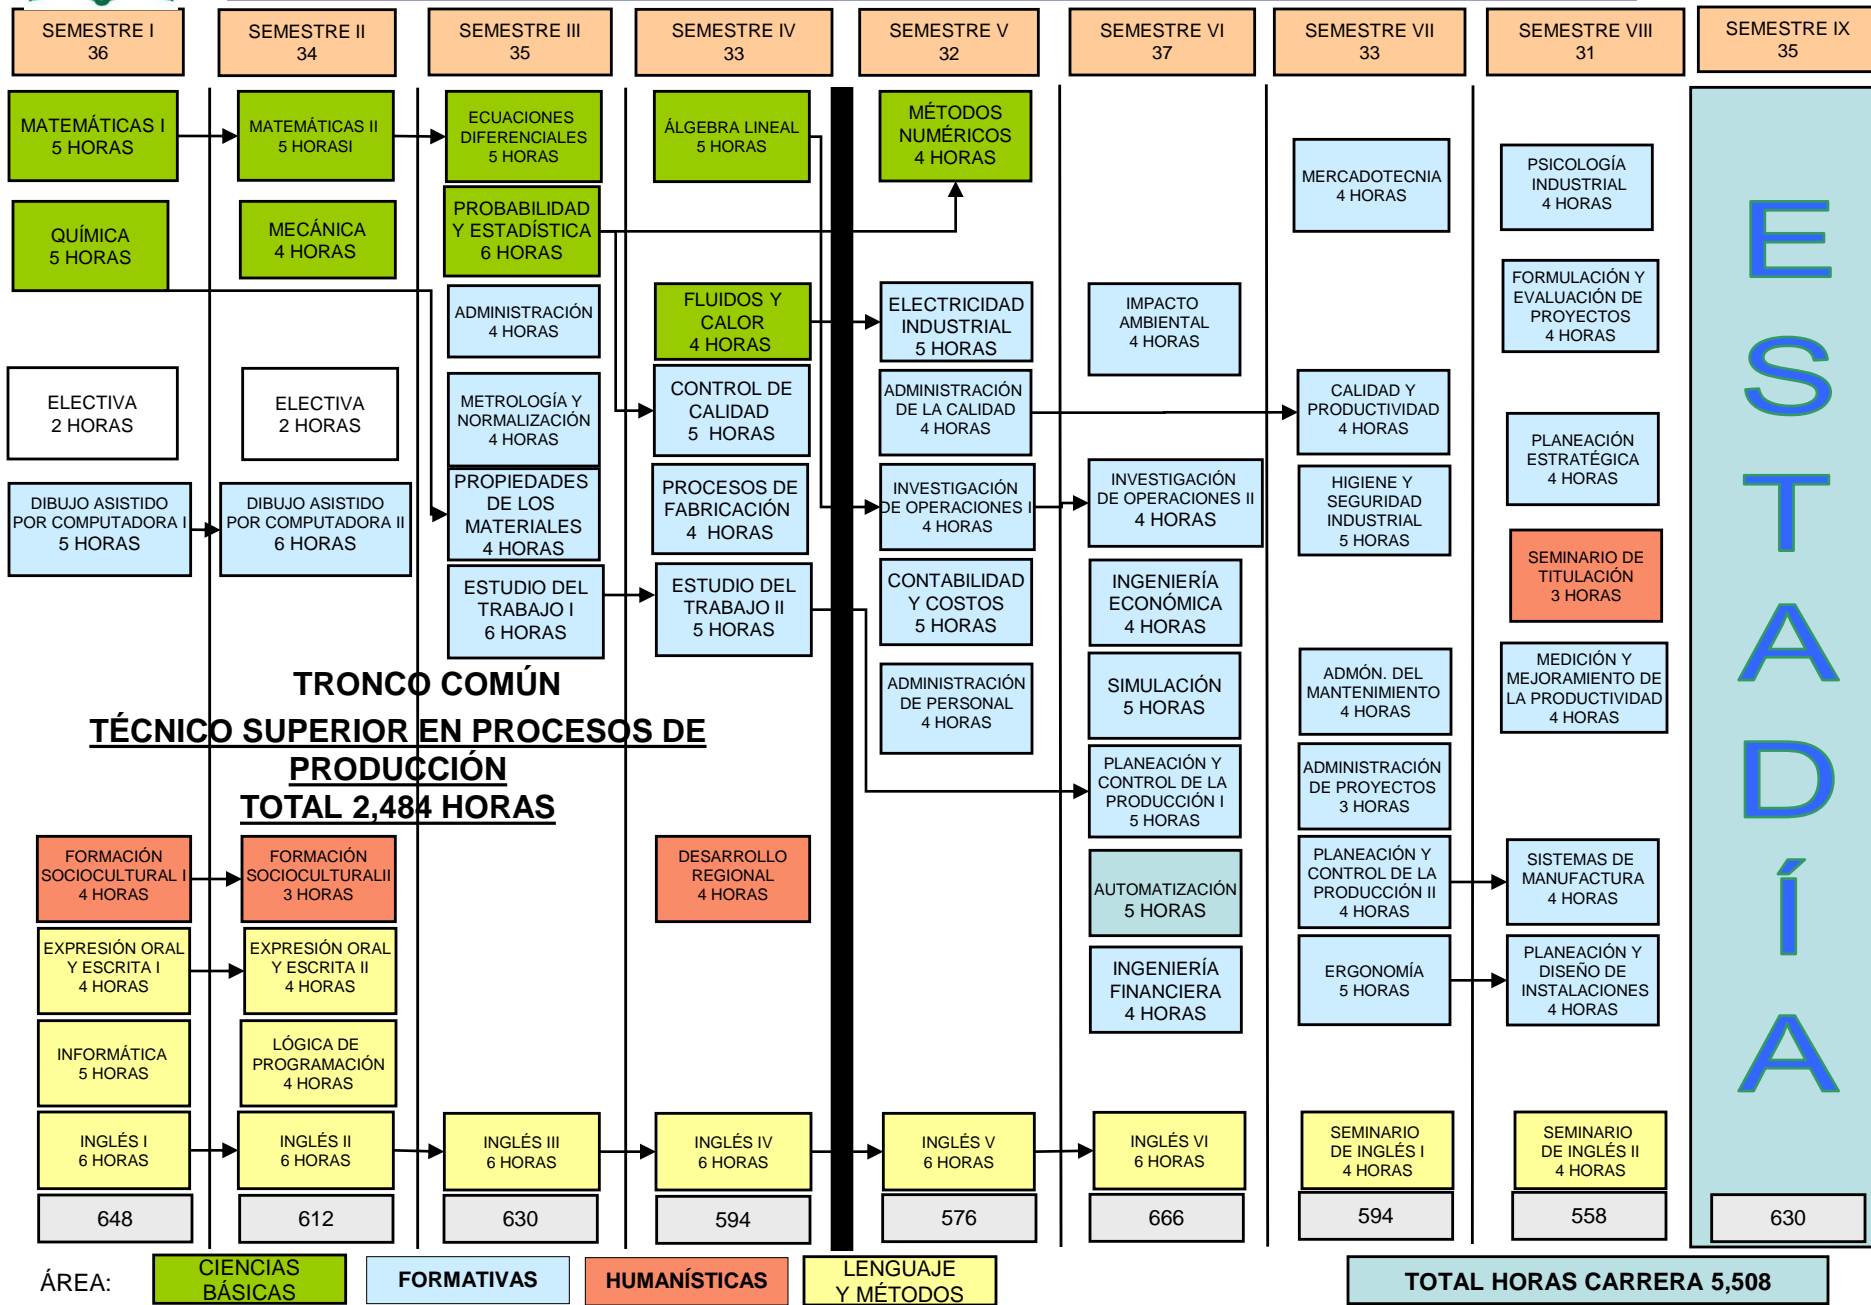 SEMESTRE I
36
SEMESTRE II
34
SEMESTRE III
35
SEMESTRE IV
33
SEMESTRE V
32
SEMESTRE VI
37
SEMESTRE VII
33
SEMESTRE VIII
31
SEMESTRE IX
35
MATEMÁTICAS I
5 HORAS
QUÍMICA
5 HORAS
ELECTIVA
2 HORAS
DIBUJO ASISTIDO
POR COMPUTADORA I
5 HORAS
FORMACIÓN
SOCIOCULTURAL I
4 HORAS
EXPRESIÓN ORAL
Y ESCRITA I
4 HORAS
INFORMÁTICA
5 HORAS
INGLÉS I
6 HORAS
648
MATEMÁTICAS II
5 HORASI
MECÁNICA
4 HORAS
ELECTIVA
2 HORAS
DIBUJO ASISTIDO
POR COMPUTADORA II
6 HORAS
FORMACIÓN
SOCIOCULTURALII
3 HORAS
EXPRESIÓN ORAL
Y ESCRITA II
4 HORAS
LÓGICA DE
PROGRAMACIÓN
4 HORAS
INGLÉS II
6 HORAS
612
ECUACIONES
DIFERENCIALES
5 HORAS
PROBABILIDAD
Y ESTADÍSTICA
6 HORAS
ADMINISTRACIÓN
4 HORAS
METROLOGÍA Y
NORMALIZACIÓN
4 HORAS
PROPIEDADES
DE LOS
MATERIALES
4 HORAS
ESTUDIO DEL
TRABAJO I
6 HORAS
INGLÉS III
6 HORAS
630
ÁLGEBRA LINEAL
5 HORAS
FLUIDOS Y
CALOR
4 HORAS
CONTROL DE
CALIDAD
5 HORAS
PROCESOS DE
FABRICACIÓN
4 HORAS
ESTUDIO DEL
TRABAJO II
5 HORAS
DESARROLLO
REGIONAL
4 HORAS
INGLÉS IV
6 HORAS
594
TRONCO COMÚN
TÉCNICO SUPERIOR EN PROCESOS DE
PRODUCCIÓN
TOTAL 2,484 HORAS
MÉTODOS
NUMÉRICOS
4 HORAS
ELECTRICIDAD
INDUSTRIAL
5 HORAS
ADMINISTRACIÓN
DE LA CALIDAD
4 HORAS
INVESTIGACIÓN
DE OPERACIONES I
4 HORAS
CONTABILIDAD
Y COSTOS
5 HORAS
ADMINISTRACIÓN
DE PERSONAL
4 HORAS
INGLÉS V
6 HORAS
576
IMPACTO
AMBIENTAL
4 HORAS
INVESTIGACIÓN
DE OPERACIONES II
4 HORAS
INGENIERÍA
ECONÓMICA
4 HORAS
SIMULACIÓN
5 HORAS
PLANEACIÓN Y
CONTROL DE LA
PRODUCCIÓN I
5 HORAS
AUTOMATIZACIÓN
5 HORAS
INGENIERÍA
FINANCIERA
4 HORAS
INGLÉS VI
6 HORAS
666
MERCADOTECNIA
4 HORAS
CALIDAD Y
PRODUCTIVIDAD
4 HORAS
HIGIENE Y
SEGURIDAD
INDUSTRIAL
5 HORAS
ADMÓN. DEL
MANTENIMIENTO
4 HORAS
ADMINISTRACIÓN
DE PROYECTOS
3 HORAS
PLANEACIÓN Y
CONTROL DE LA
PRODUCCIÓN II
4 HORAS
ERGONOMÍA
5 HORAS
SEMINARIO
DE INGLÉS I
4 HORAS
594
PSICOLOGÍA
INDUSTRIAL
4 HORAS
FORMULACIÓN Y
EVALUACIÓN DE
PROYECTOS
4 HORAS
PLANEACIÓN
ESTRATÉGICA
4 HORAS
SEMINARIO DE
TITULACIÓN
3 HORAS
MEDICIÓN Y
MEJORAMIENTO DE
LA PRODUCTIVIDAD
4 HORAS
SISTEMAS DE
MANUFACTURA
4 HORAS
PLANEACIÓN Y
DISEÑO DE
INSTALACIONES
4 HORAS
SEMINARIO
DE INGLÉS II
4 HORAS
558
ESTADÍA
630
ÁREA:
CIENCIAS
BÁSICAS
FORMATIVAS
HUMANÍSTICAS
LENGUAJE
Y MÉTODOS
TOTAL HORAS CARRERA 5,508